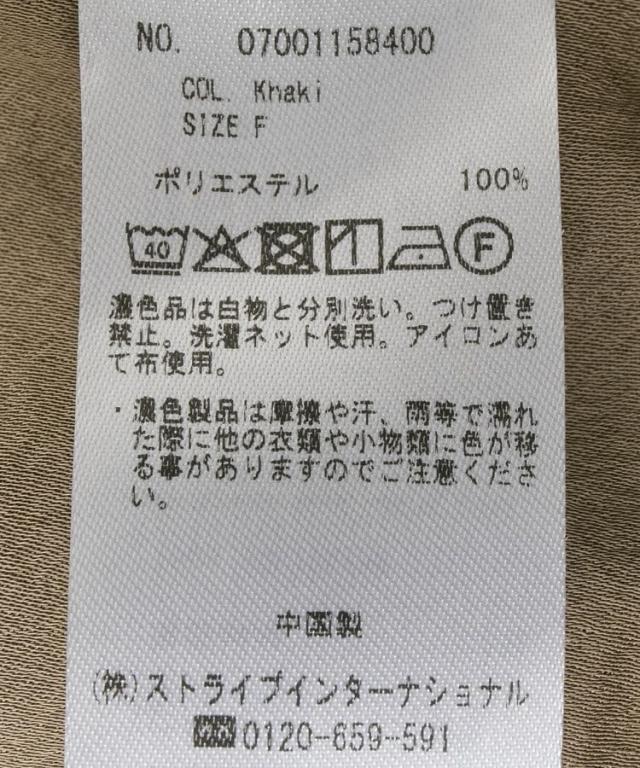 NO. 07001158400
COL. Khaki
SIZE F
ポリエステル 100%
40 F
濃色品は白物と分別洗い。つけ置き
禁止。洗濯ネット使用。アイロンあ
て布使用。
・濃色製品は摩擦や汗、雨等で濡れ
た際に他の衣類や小物類に色が移
る事がありますのでご注意くださ
い。
中国製
(株)ストライプインターナショナル
0120-659-591